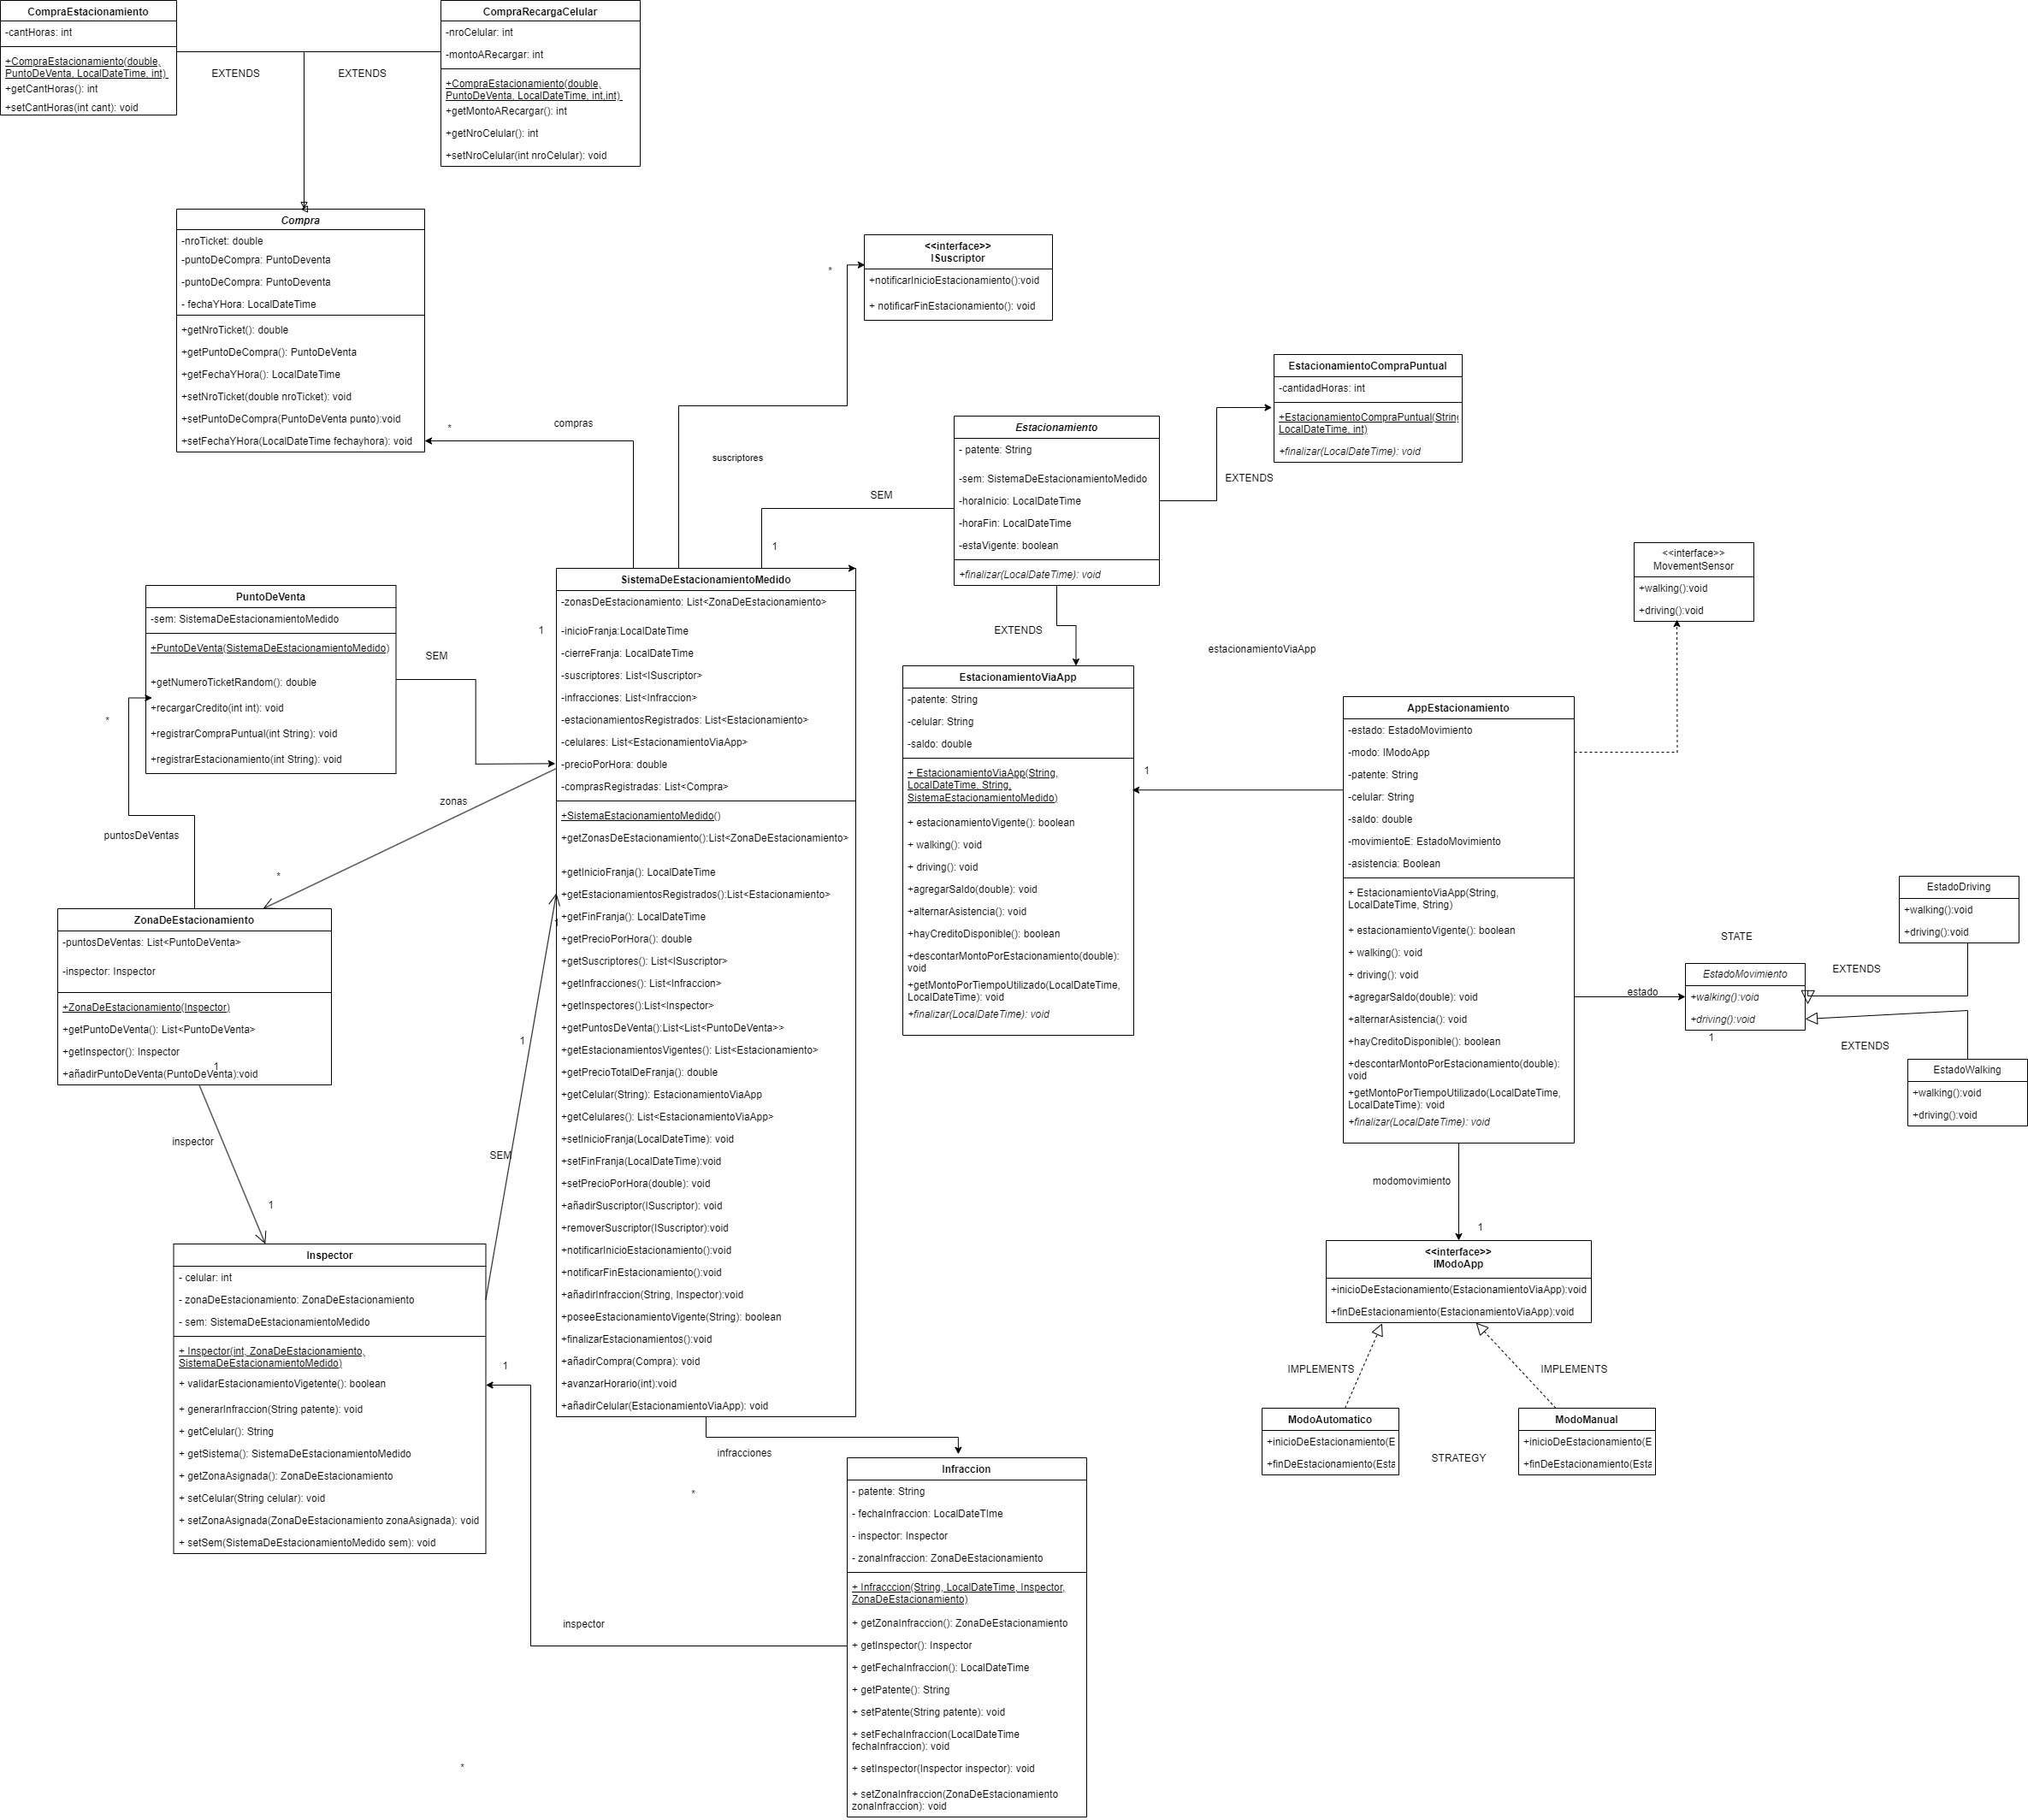 CompraEstacionamiento
-cantHoras: int
+CompraEstacionamiento(double,
PuntoDeVenta, LocalDateTime, int)
+getCantHoras(): int
+setCantHoras(int cant): void
EXTENDS
EXTENDS
CompraRecargaCelular
-nroCelular: int
-montoARecargar: int
+CompraEstacionamiento(double,
PuntoDeVenta, LocalDateTime, int,int)
+getMontoARecargar(): int
+getNroCelular(): int
+setNroCelular(int nroCelular): void
Compra
-nroTicket: double
-puntoDeCompra: PuntoDeventa
-puntoDeCompra: PuntoDeventa
- fechaYHora: LocalDateTime
+getNroTicket(): double
+getPuntoDeCompra(): PuntoDeVenta
+getFechaYHora(): LocalDateTime
+setNroTicket(double nroTicket): void
+setPuntoDeCompra(PuntoDeVenta punto):void
+setFechaYHora(LocalDateTime fechayhora): void
*
compras
*
suscriptores
<<interface>>
ISuscriptor
+notificarInicioEstacionamiento():void
+ notificarFinEstacionamiento(): void
EstacionamientoCompraPuntual
-cantidadHoras: int
+EstacionamientoCompraPuntual(String
LocalDateTime, int)
+finalizar(LocalDateTime): void
EXTENDS
Estacionamiento
- patente: String
-sem: SistemaDeEstacionamientoMedido
-horaInicio: LocalDateTime
-horaFin: LocalDateTime
-estaVigente: boolean
+finalizar(LocalDateTime): void
SEM
1
EXTENDS
<<interface>>
MovementSensor
+walking():void
+driving():void
PuntoDeVenta
-sem: SistemaDeEstacionamientoMedido
+PuntoDeVenta(SistemaDeEstacionamientoMedido)
+getNumeroTicketRandom(): double
+recargarCredito(int int): void
+registrarCompraPuntual(int String): void
+registrarEstacionamiento(int String): void
SEM
1
*
puntosDeVentas
zonas
*
SistemaDeEstacionamientoMedido
-zonasDeEstacionamiento: List<ZonaDeEstacionamiento>
-inicioFranja:LocalDateTime
-cierreFranja: LocalDateTime
-suscriptores: List<ISuscriptor>
-infracciones: List<Infraccion>
-estacionamientosRegistrados: List<Estacionamiento>
-celulares: List<EstacionamientoViaApp>
-precioPorHora: double
-comprasRegistradas: List<Compra>
+SistemaEstacionamientoMedido()
+getZonasDeEstacionamiento():List<ZonaDeEstacionamiento>
+getInicioFranja(): LocalDateTime
+getEstacionamientosRegistrados():List<Estacionamiento>
+getFinFranja(): LocalDateTime
+getPrecioPorHora(): double
+getSuscriptores(): List<ISuscriptor>
+getInfracciones(): List<Infraccion>
+getInspectores():List<Inspector>
+getPuntosDeVenta():List<List<PuntoDeVenta>>
+getEstacionamientosVigentes(): List<Estacionamiento>
+getPrecioTotalDeFranja(): double
+getCelular(String): EstacionamientoViaApp
+getCelulares(): List<EstacionamientoViaApp>
+setInicioFranja(LocalDateTime): void
+setFinFranja(LocalDateTime):void
+setPrecioPorHora(double): void
+añadirSuscriptor(ISuscriptor): void
+removerSuscriptor(ISuscriptor):void
+notificarInicioEstacionamiento():void
+notificarFinEstacionamiento():void
+añadirInfraccion(String, Inspector):void
+poseeEstacionamientoVigente(String): boolean
+finalizarEstacionamientos():void
+añadirCompra(Compra): void
+avanzarHorario(int):void
+añadirCelular(EstacionamientoViaApp): void
EstacionamientoViaApp
-patente: String
-celular: String
-saldo: double
+ EstacionamientoViaApp(String,
LocalDateTime, String,
SistemaEstacionamientoMedido)
+ estacionamientoVigente(): boolean
+ walking(): void
+ driving(): void
+agregarSaldo(double): void
+alternarAsistencia(): void
+hayCreditoDisponible(): boolean
+descontarMontoPorEstacionamiento(double):
void
+getMontoPorTiempoUtilizado(LocalDateTime,
LocalDateTime): void
+finalizar(LocalDateTime): void
estacionamientoViaApp
1
AppEstacionamiento
-estado: EstadoMovimiento
-modo: IModoApp
-patente: String
-celular: String
-saldo: double
-movimientoE: EstadoMovimiento
-asistencia: Boolean
+ EstacionamientoViaApp(String,
LocalDateTime, String)
+ estacionamientoVigente(): boolean
+ walking(): void
+ driving(): void
+agregarSaldo(double): void
+alternarAsistencia(): void
+hayCreditoDisponible(): boolean
+descontarMontoPorEstacionamiento(double):
void
+getMontoPorTiempoUtilizado(LocalDateTime,
LocalDateTime): void
+finalizar(LocalDateTime): void
estado
STATE
EstadoMovimiento
+walking():void
+driving():void
1
EXTENDS
EXTENDS
EstadoDriving
+walking():void
+driving():void
EstadoWalking
+walking():void
+driving():void
ZonaDeEstacionamiento
-puntosDeVentas: List<PuntoDeVenta>
-inspector: Inspector
+ZonaDeEstacionamiento(Inspector)
+getPuntoDeVenta(): List<PuntoDeVenta>
+getInspector(): Inspector
1
+añadirPuntoDeVenta(PuntoDeVenta):void
inspector
1
1
1
SEM
modomovimiento
1
<<interface>>
IModoApp
+inicioDeEstacionamiento(EstacionamientoViaApp):void
+finDeEstacionamiento(EstacionamientoViaApp):void
IMPLEMENTS
IMPLEMENTS
ModoAutomatico
+inicioDeEstacionamiento(E
+finDeEstacionamiento(Esta
STRATEGY
ModoManual
+inicioDeEstacionamiento(E
+finDeEstacionamiento(Esta
Inspector
- celular: int
- zonaDeEstacionamiento: ZonaDeEstacionamiento
- sem: SistemaDeEstacionamientoMedido
+ Inspector(int, ZonaDeEstacionamiento,
SistemaDeEstacionamientoMedido)
+ validarEstacionamientoVigetente(): boolean
+ generarInfraccion(String patente): void
+ getCelular(): String
+ getSistema(): SistemaDeEstacionamientoMedido
+ getZonaAsignada(): ZonaDeEstacionamiento
+ setCelular(String celular): void
+ setZonaAsignada(ZonaDeEstacionamiento zonaAsignada): void
+ setSem(SistemaDeEstacionamientoMedido sem): void
1
infracciones
*
inspector
*
Infraccion
- patente: String
- fechaInfraccion: LocalDateTIme
- inspector: Inspector
- zonaInfraccion: ZonaDeEstacionamiento
+ Infracccion(String, LocalDateTime, Inspector,
ZonaDeEstacionamiento)
+ getZonaInfraccion(): ZonaDeEstacionamiento
+ getInspector(): Inspector
+ getFechaInfraccion(): LocalDateTime
+ getPatente(): String
+ setPatente(String patente): void
+ setFechaInfraccion(LocalDateTime
fechaInfraccion): void
+ setInspector(Inspector inspector): void
+ setZonaInfraccion(ZonaDeEstacionamiento
zonaInfraccion): void